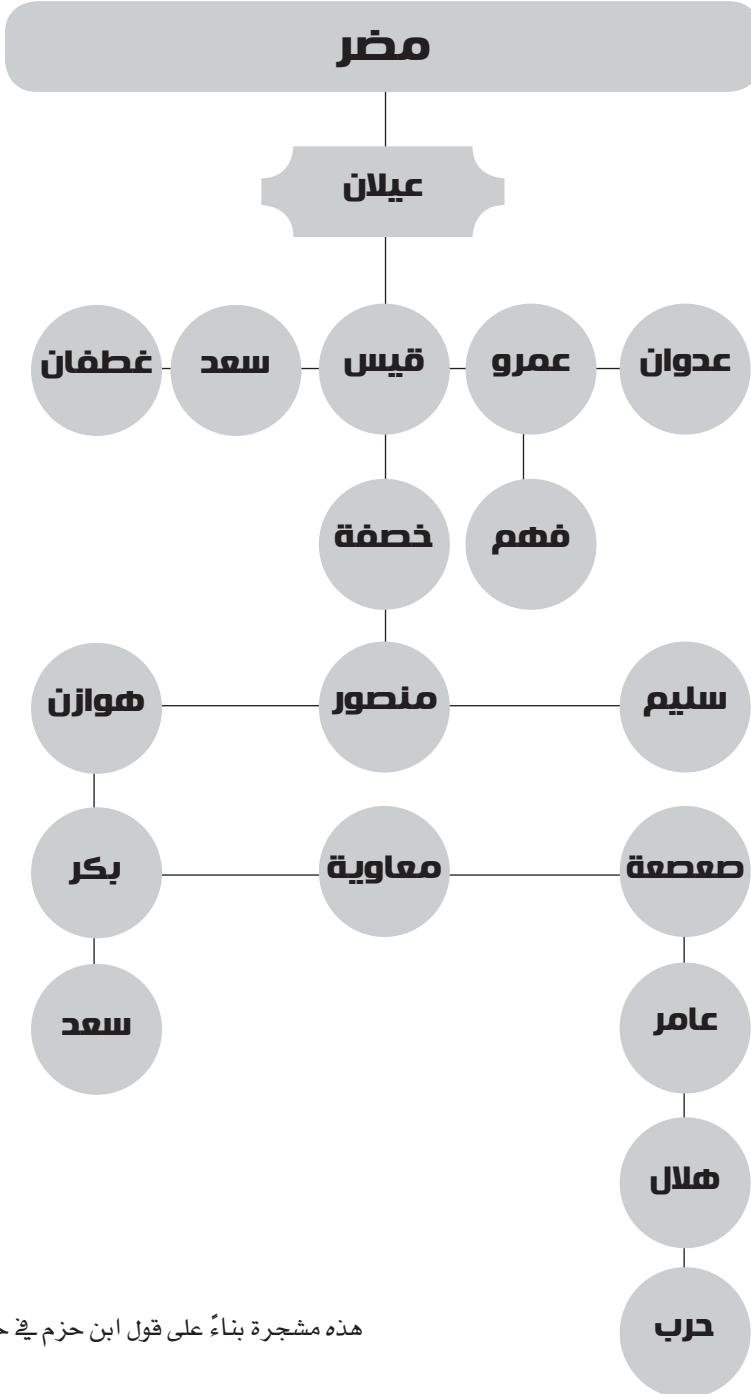 مضر
عيلان
عدوان عمرو قيس سعد غطفان
فهم خصفة
سليم منصور هوازن
صعصعة معاوية بكر
عامر سعد
هلال
حرب
هذه مشجرة بناءً على قول ابن حزم في